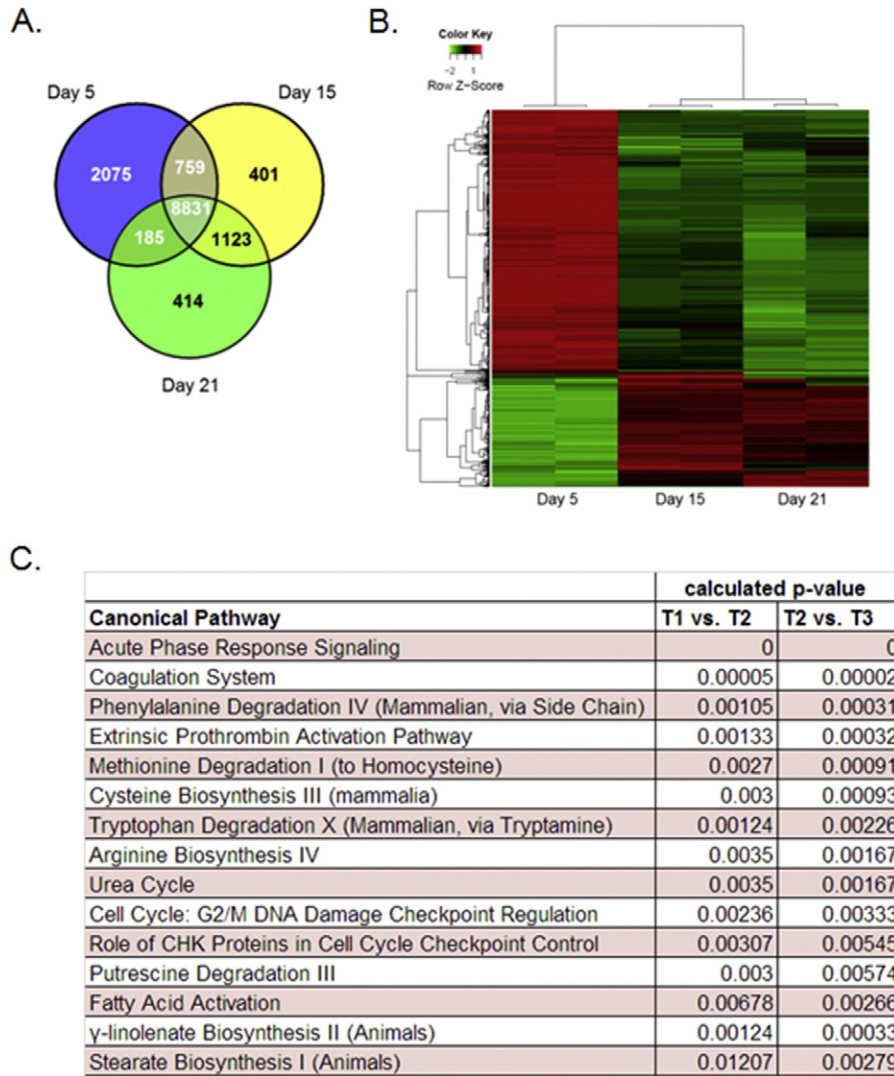 A.
Day 5
Day 15
2075
759
401
8831
185
1123
414
Day 21
B.
Color Key
−2 1
Row Z−Score
Day 5 Day 15 Day 21
C.
calculated p-value
Canonical Pathway T1 vs. T2 T2 vs. T3
Acute Phase Response Signaling 0 0
Coagulation System 0.00005 0.00002
Phenylalanine Degradation IV (Mammalian, via Side Chain) 0.00105 0.00031
Extrinsic Prothrombin Activation Pathway 0.00133 0.00032
Methionine Degradation I (to Homocysteine) 0.0027 0.00091
Cysteine Biosynthesis III (mammalia) 0.003 0.00093
Tryptophan Degradation X (Mammalian, via Tryptamine) 0.00124 0.00226
Arginine Biosynthesis IV 0.0035 0.00167
Urea Cycle 0.0035 0.00167
Cell Cycle: G2/M DNA Damage Checkpoint Regulation 0.00236 0.00333
Role of CHK Proteins in Cell Cycle Checkpoint Control 0.00307 0.00545
Putrescine Degradation III 0.003 0.00574
Fatty Acid Activation 0.00678 0.00266
γ-linolenate Biosynthesis II (Animals) 0.00124 0.00033
Stearate Biosynthesis I (Animals) 0.01207 0.00279